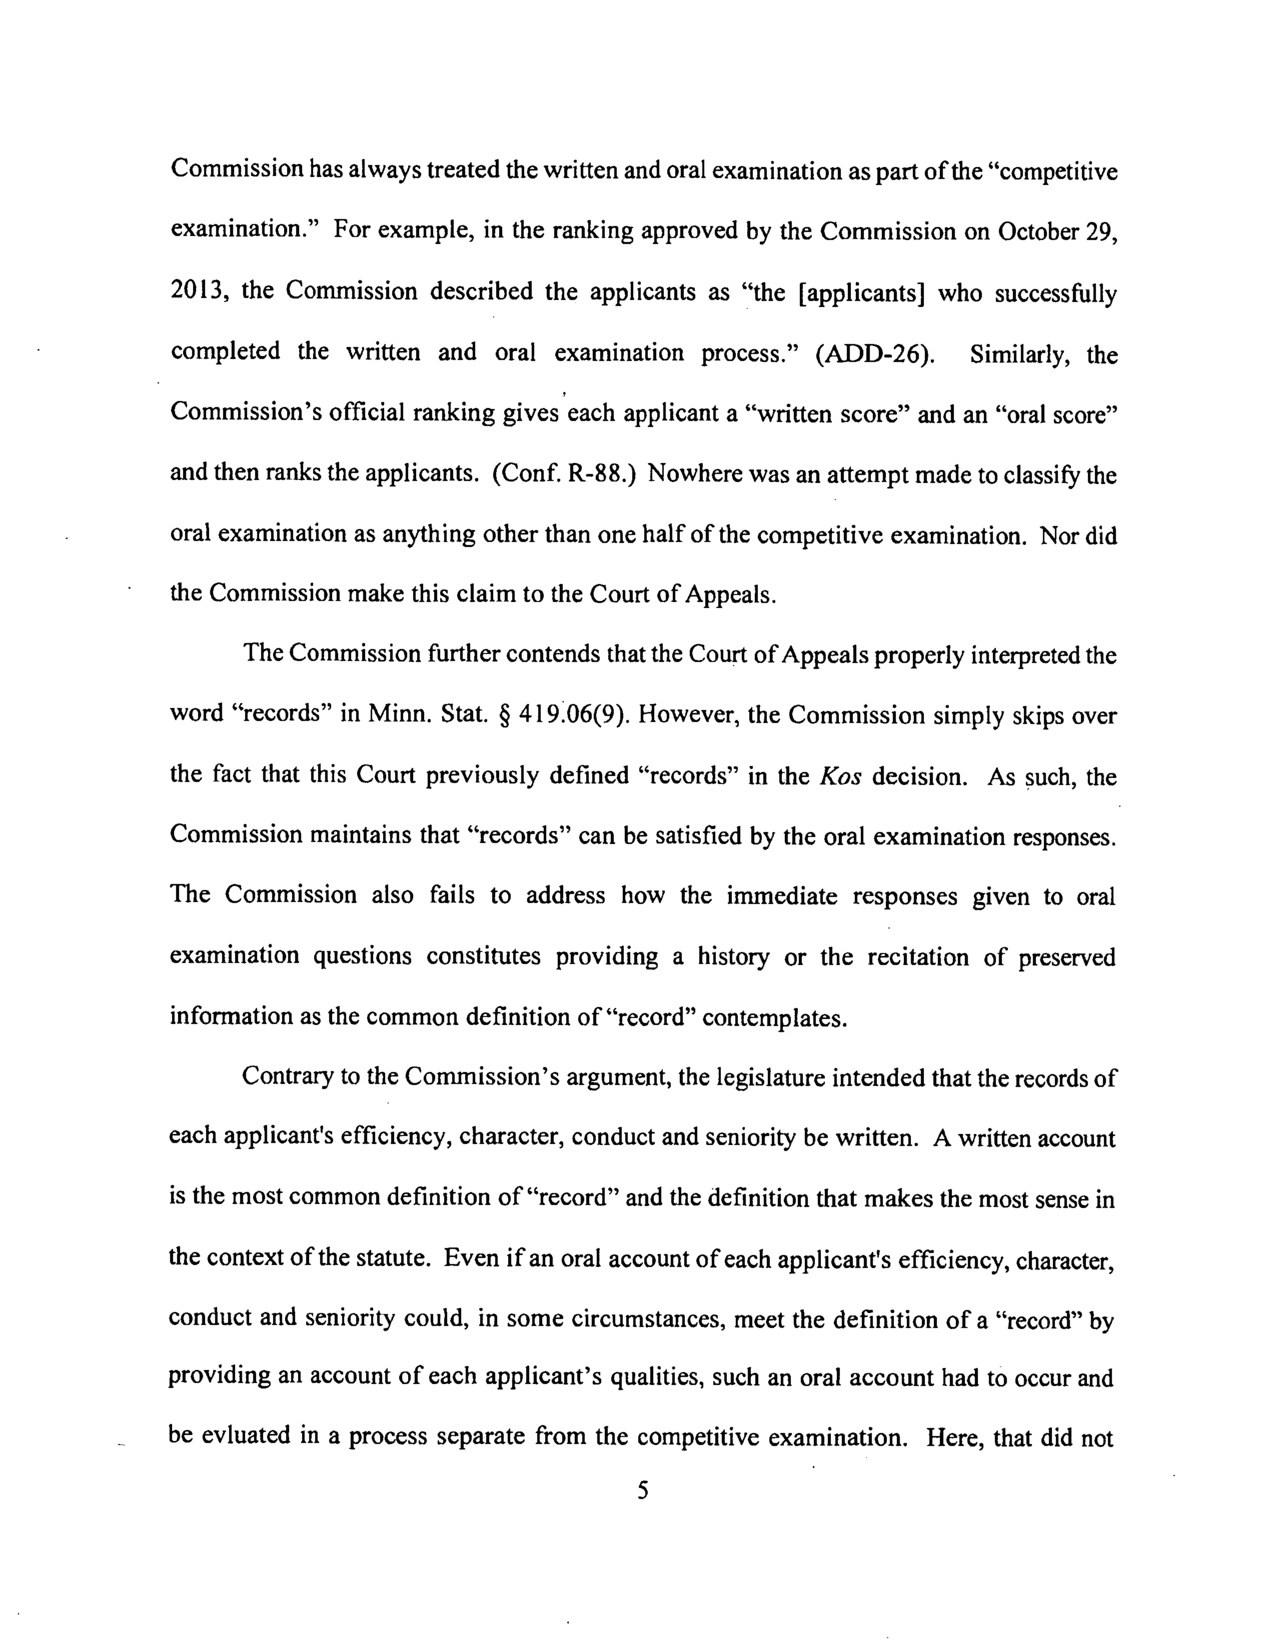 Commission has always treated the written and oral examination as part of the “competitive
examination.” For example, in the ranking approved by the Commission on October 29,
2013, the Commission described the applicants as “the [applicants] who successfully
completed the written and oral examination process.” (ADD-26). Similarly, the
Commission’s official ranking gives each applicant a “written score” and an “oral score”
and then ranks the applicants. (Conf. R-88.) Nowhere was an attempt made to classify the
oral examination as anything other than one half of the competitive examination. Nor did
the Commission make this claim to the Court of Appeals.
The Commission further contends that the Court of Appeals properly interpreted the
word “records” in Minn. Stat. § 419.06(9). However, the Commission simply skips over
the fact that this Court previously defined “records” in the Kos decision. As such, the
Commission maintains that “records” can be satisfied by the oral examination responses.
The Commission also fails to address how the immediate responses given to oral
examination questions constitutes providing a history or the recitation of preserved
information as the common definition of “record” contemplates.
Contrary to the Commission’s argument, the legislature intended that the records of
each applicant's efficiency, character, conduct and seniority be written. A written account
is the most common definition of “record” and the definition that makes the most sense in
the context of the statute. Even if an oral account of each applicant's efficiency, character,
conduct and seniority could, in some circumstances, meet the definition of a “record” by
providing an account of each applicant’s qualities, such an oral account had to occur and
be evluated in a process separate from the competitive examination. Here, that did not
5